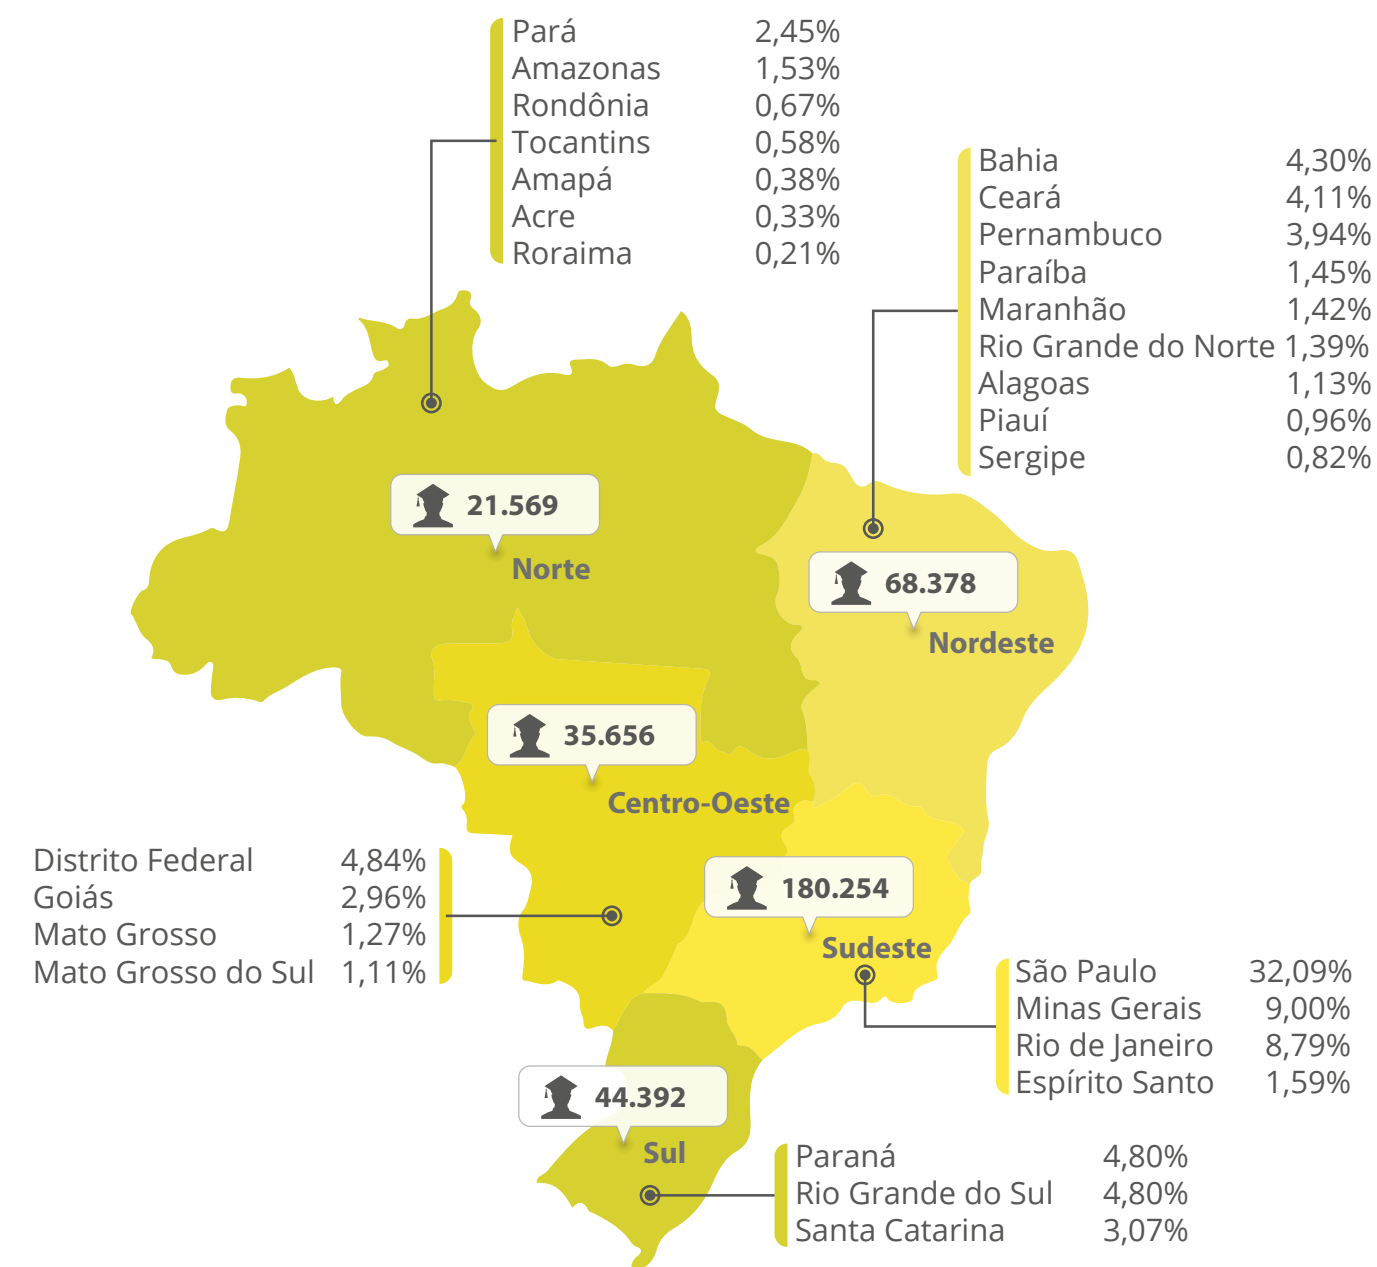 Pará 2,45%
Amazonas 1,53%
Rondônia 0,67%
Tocantins 0,58%
Amapá 0,38%
Acre 0,33%
Roraima 0,21%
Bahia 4,30%
Ceará 4,11%
Pernambuco 3,94%
Paraíba 1,45%
Maranhão 1,42%
Rio Grande do Norte 1,39%
Alagoas 1,13%
Piauí 0,96%
Sergipe 0,82%
21.569
Norte
68.378
Nordeste
35.656
Centro-Oeste
Distrito Federal 4,84%
Goiás 2,96%
Mato Grosso 1,27%
Mato Grosso do Sul 1,11%
180.254
Sudeste
São Paulo 32,09%
Minas Gerais 9,00%
Rio de Janeiro 8,79%
Espírito Santo 1,59%
44.392
Sul
Paraná 4,80%
Rio Grande do Sul 4,80%
Santa Catarina 3,07%